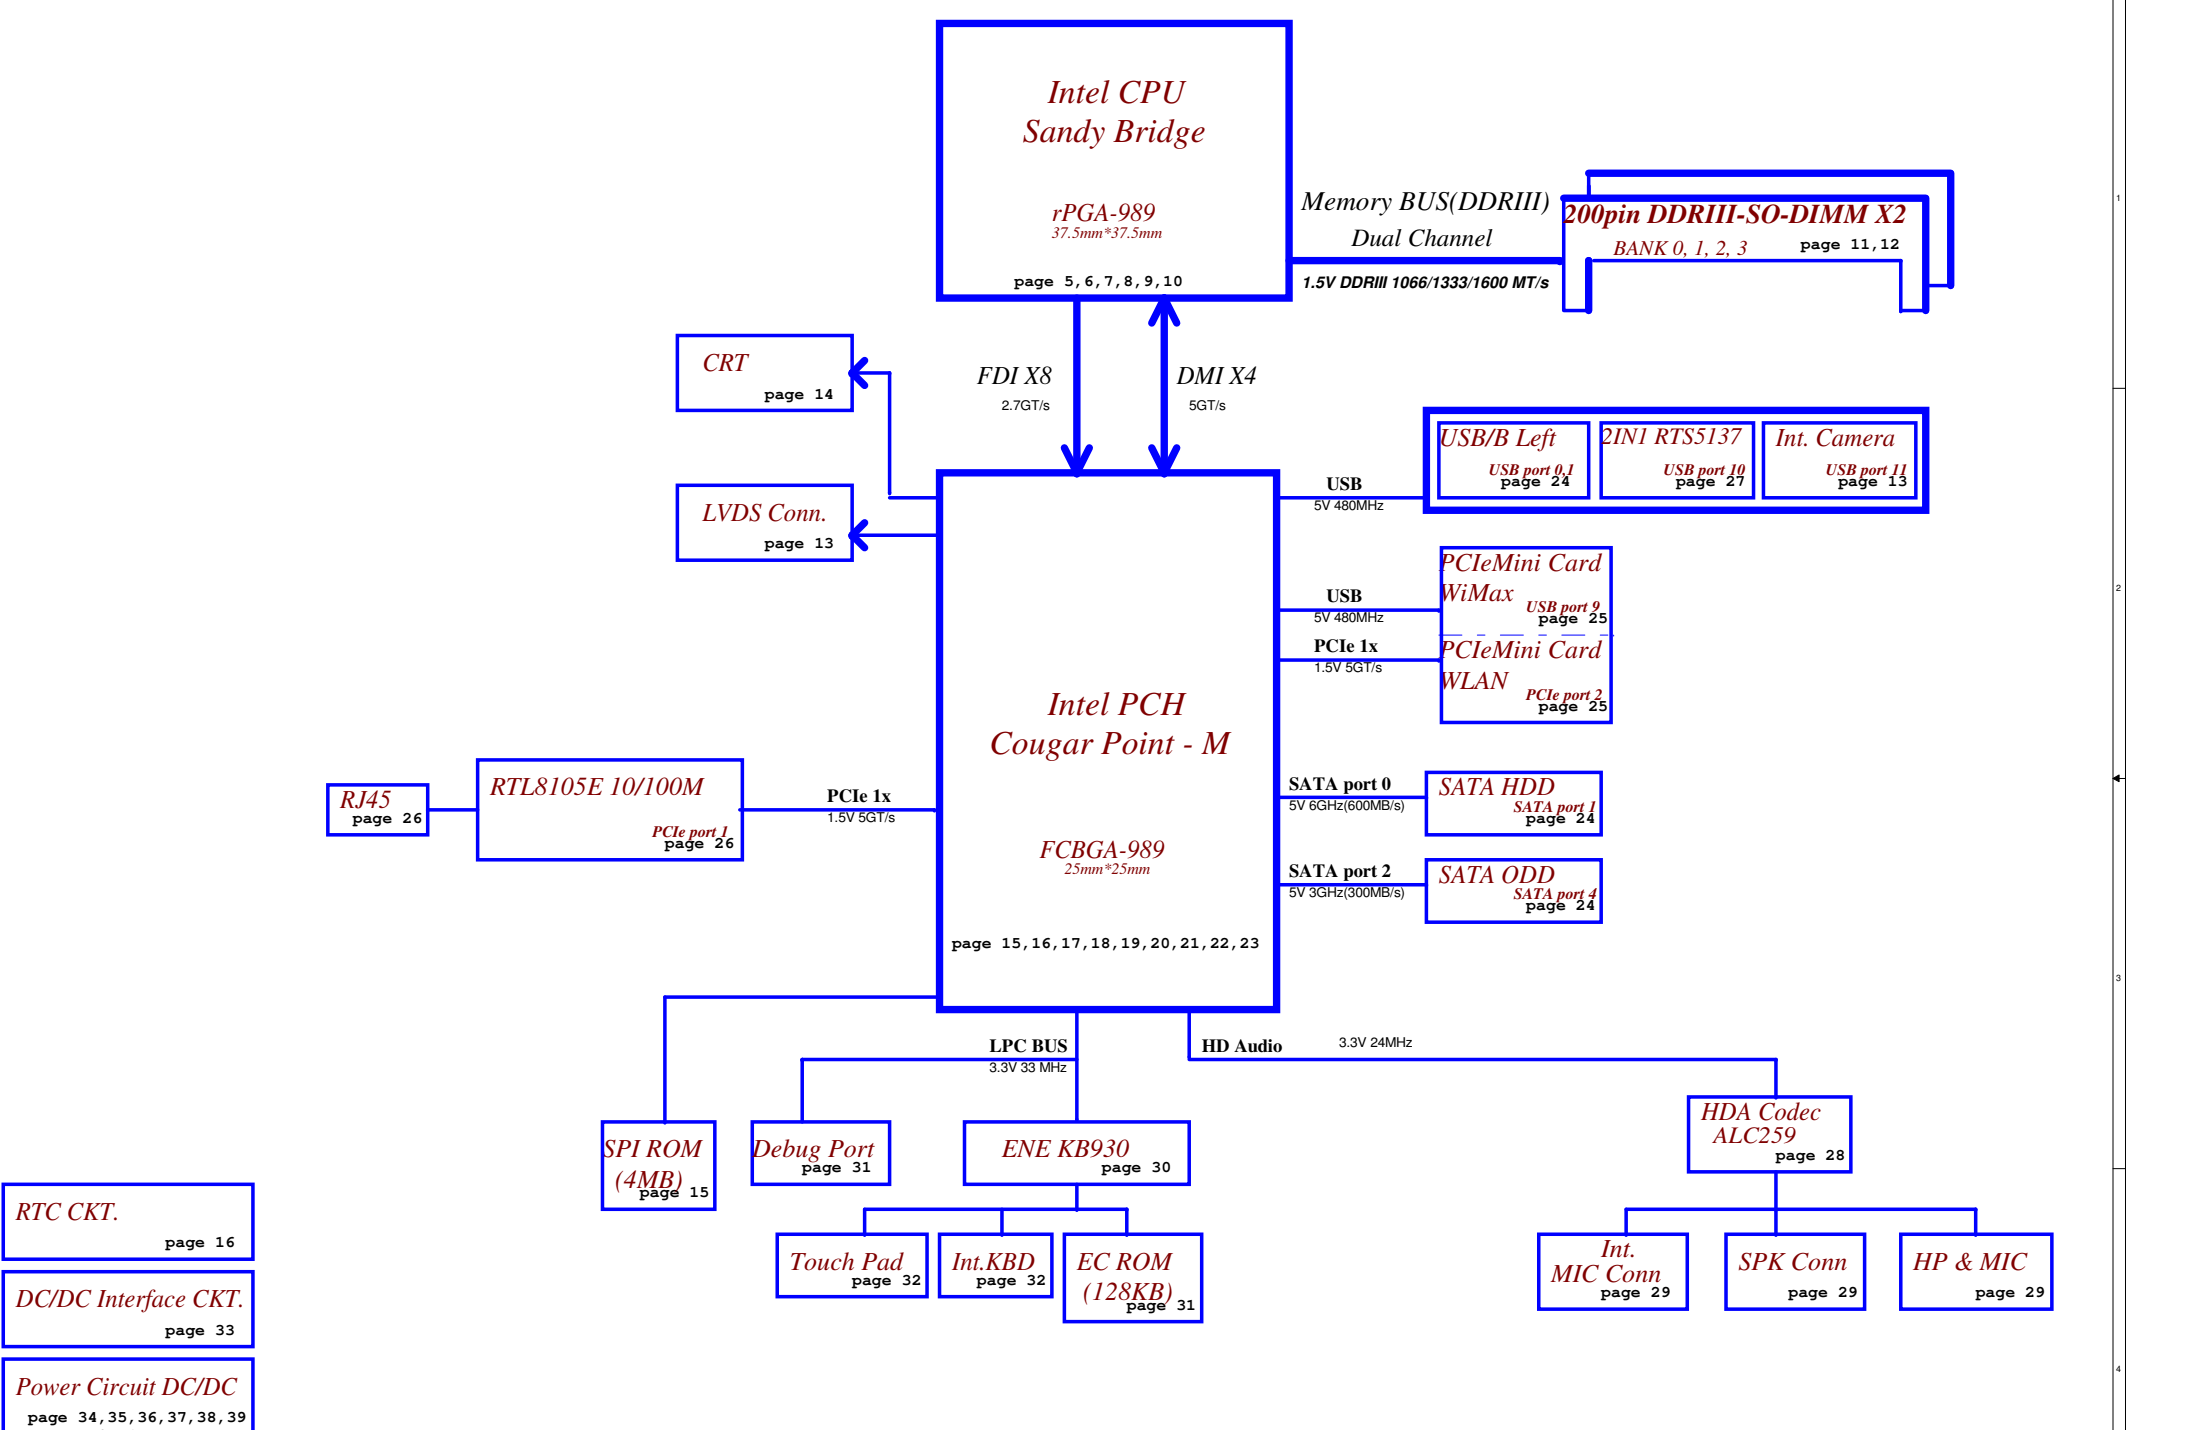 Intel CPU
Sandy Bridge
rPGA-989
37.5mm*37.5mm
page 5,6,7,8,9,10
Memory BUS(DDRIII)
Dual Channel
1.5V DDRIII 1066/1333/1600 MT/s
200pin DDRIII-SO-DIMM X2
BANK 0, 1, 2, 3
page 11,12
1
CRT
page 14
FDI X8
2.7GT/s
DMI X4
5GT/s
LVDS Conn.
page 13
USB
5V 480MHz
USB/B Left
USB port 0,1
page 24
2IN1 RTS5137
USB port 10
page 27
Int. Camera
USB port 11
page 13
USB
5V 480MHz
PCIeMini Card
WiMax
USB port 9
page 25
2
PCIe 1x
1.5V 5GT/s
PCIeMini Card
WLAN
PCIe port 2
page 25
Intel PCH
Cougar Point - M
FCBGA-989
25mm*25mm
page 15,16,17,18,19,20,21,22,23
RJ45
page 26
RTL8105E 10/100M
PCIe port 1
page 26
PCIe 1x
1.5V 5GT/s
SATA port 0
5V 6GHz(600MB/s)
SATA HDD
SATA port 1
page 24
SATA port 2
5V 3GHz(300MB/s)
SATA ODD
SATA port 4
page 24
3
LPC BUS
3.3V 33 MHz
HD Audio
3.3V 24MHz
SPI ROM
(4MB)
page 15
Debug Port
page 31
ENE KB930
page 30
HDA Codec
ALC259
page 28
Touch Pad
page 32
Int.KBD
page 32
EC ROM
(128KB)
page 31
Int.
MIC Conn
page 29
SPK Conn
page 29
HP & MIC
page 29
RTC CKT.
page 16
DC/DC Interface CKT.
page 33
Power Circuit DC/DC
page 34,35,36,37,38,39
4